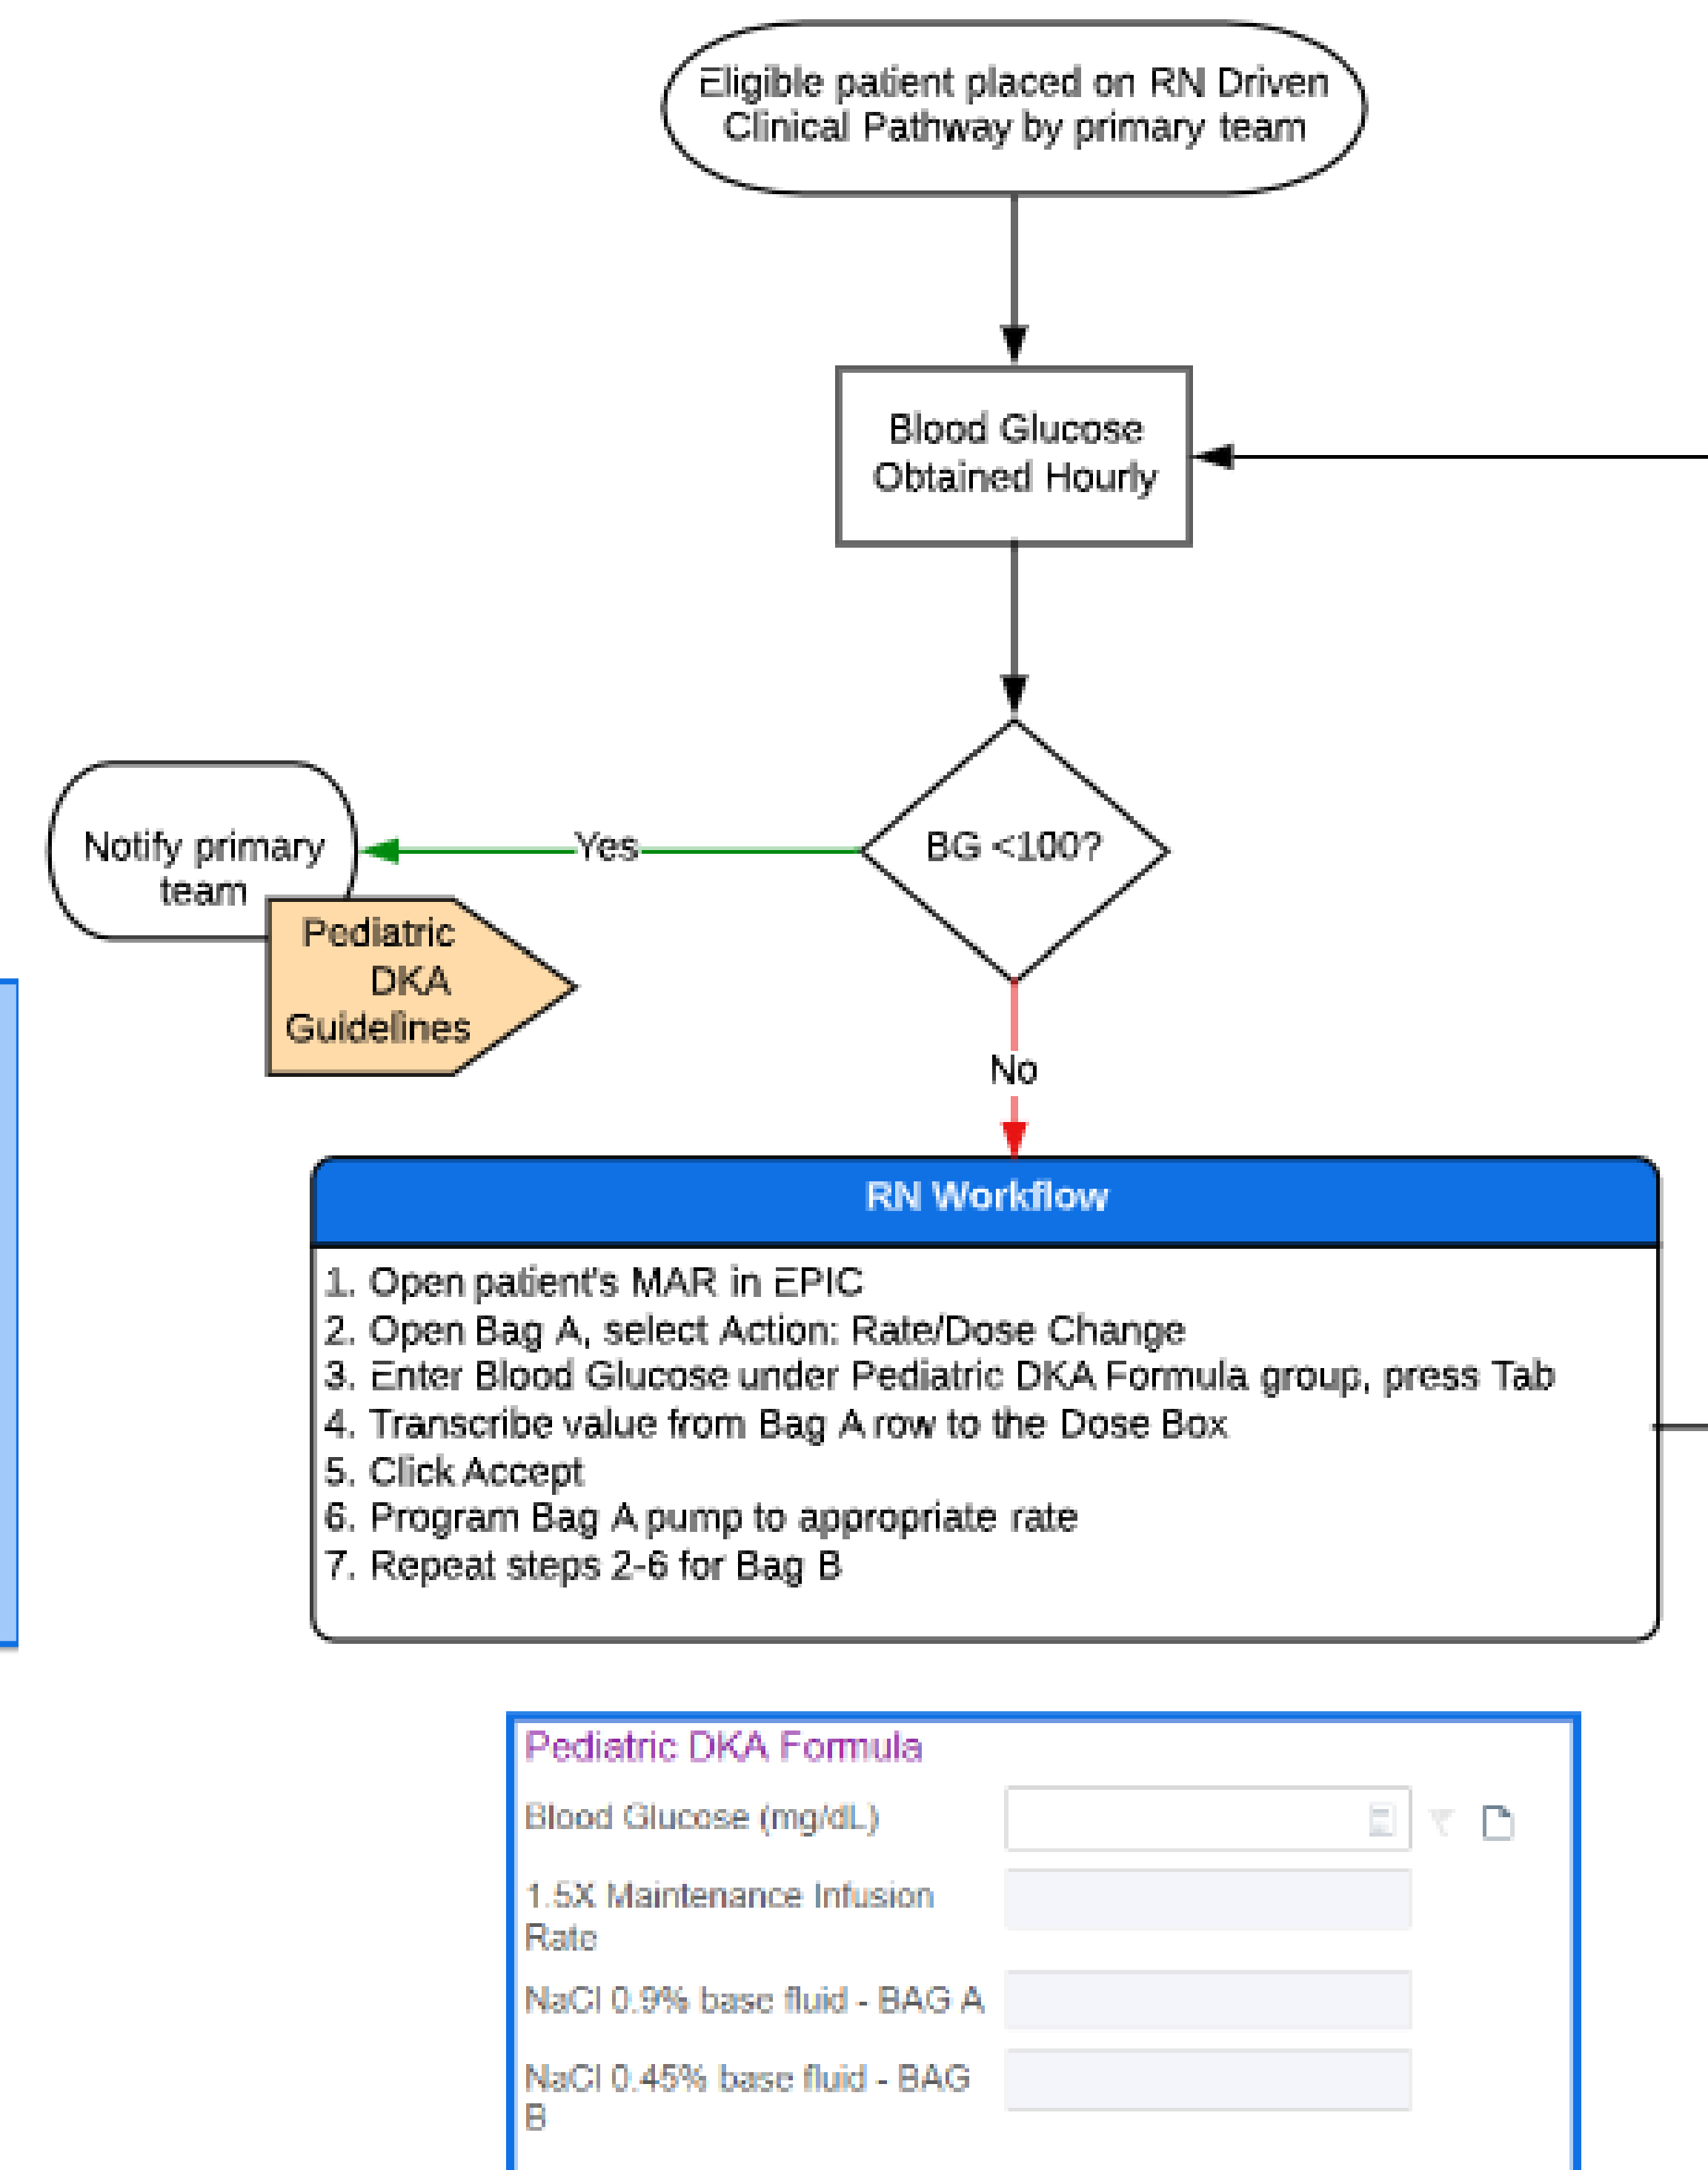 Eligible patient placed on RN Driven
Clinical Pathway by primary team
Blood Glucose
Obtained Hourly
BG <100?
Yes
Notify primary
team
Pediatric
DKA
Guidelines
No
RN Workflow
1. Open patient's MAR in EPIC
2. Open Bag A, select Action: Rate/Dose Change
3. Enter Blood Glucose under Pediatric DKA Formula group, press Tab
4. Transcribe value from Bag A row to the Dose Box
5. Click Accept
6. Program Bag A pump to appropriate rate
7. Repeat steps 2-6 for Bag B
Pediatric DKA Formula
Blood Glucose (mg/dL)
1.5X Maintenance Infusion
Rate
NaCl 0.9% base fluid - BAG A
NaCl 0.45% base fluid - BAG
B